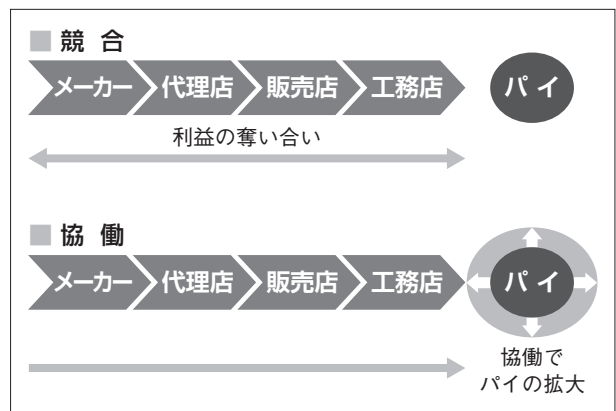 ■ 競 合
メーカー 代理店 販売店 工務店 パイ
利益の奪い合い
■ 協 働
メーカー 代理店 販売店 工務店 パイ
協働で
パイの拡大